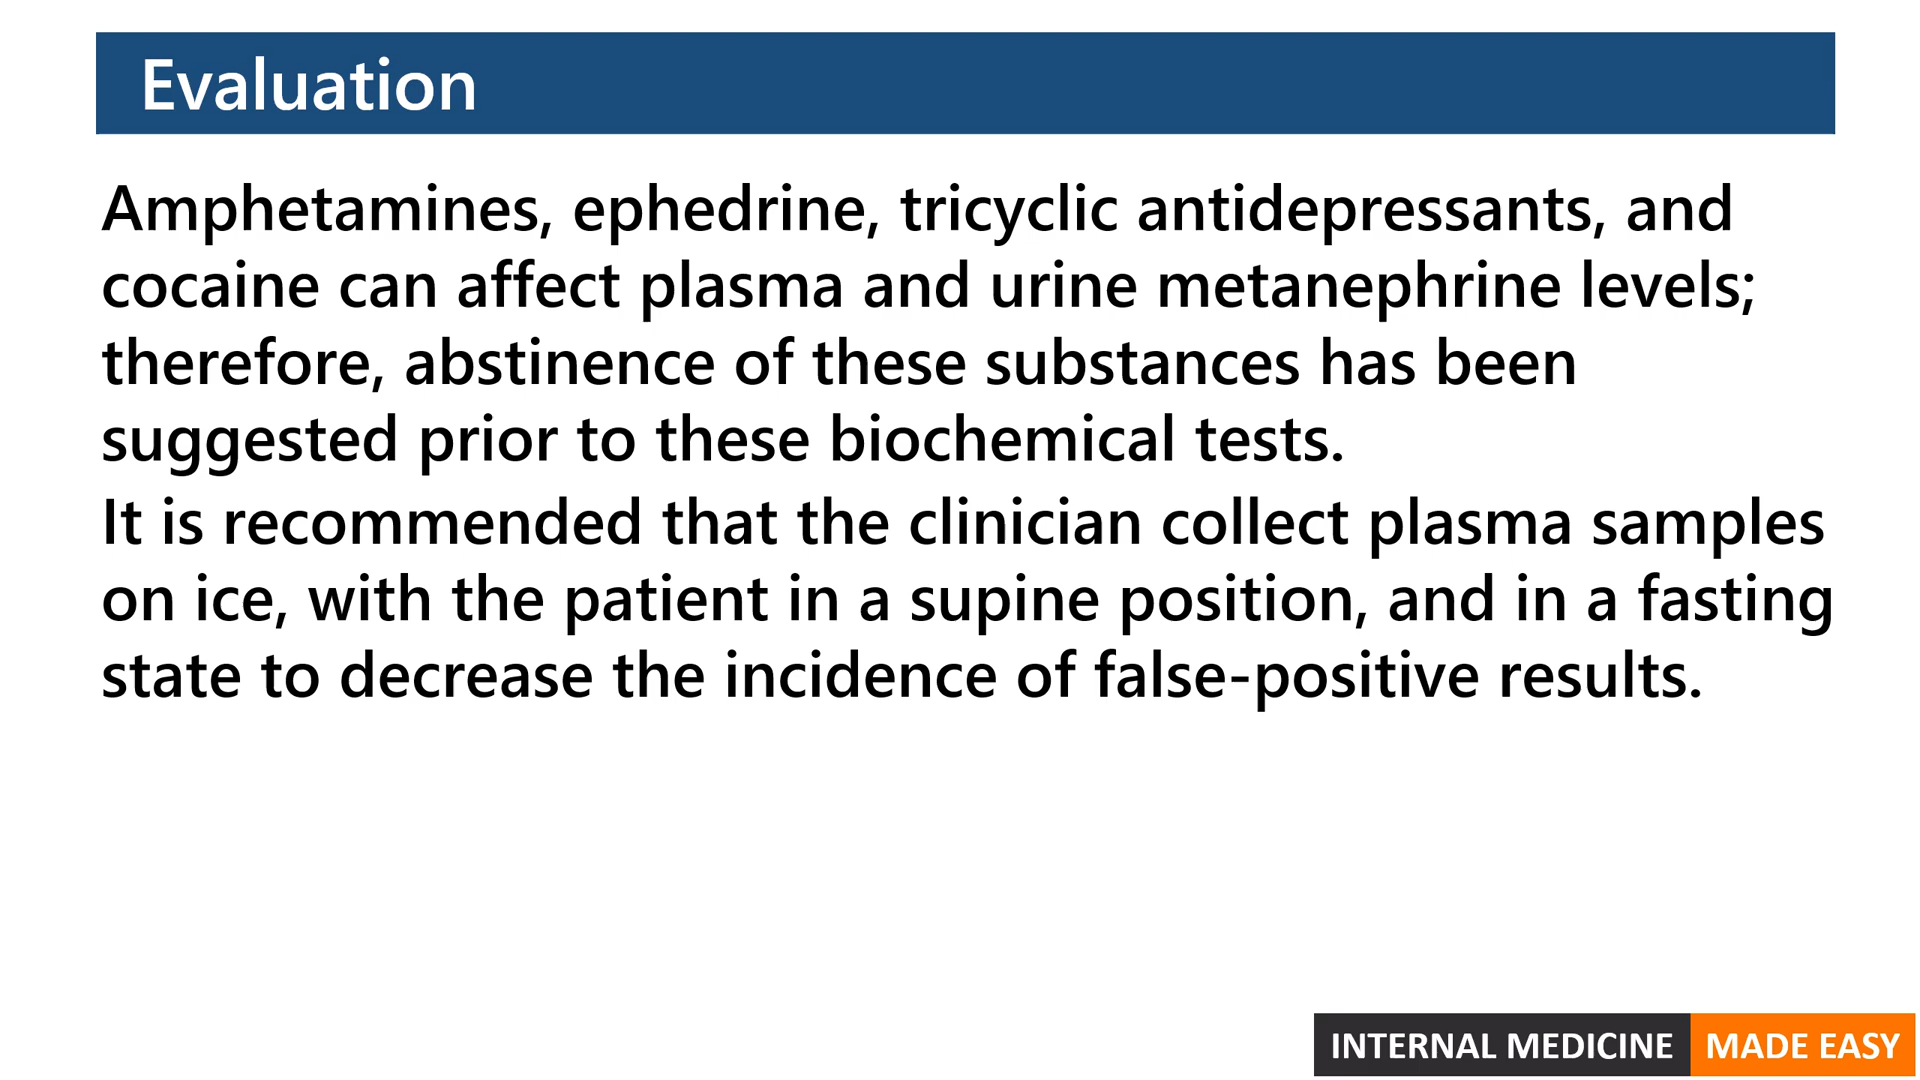 Evaluation
Amphetamines, ephedrine, tricyclic antidepressants, and
cocaine can affect plasma and urine metanephrine levels;
therefore, abstinence of these substances has been
suggested prior to these biochemical tests.
It is recommended that the clinician collect plasma samples
on ice, with the patient in a supine position, and in a fasting
state to decrease the incidence of false-positive results.
INTERNAL MEDICINE MADE EASY